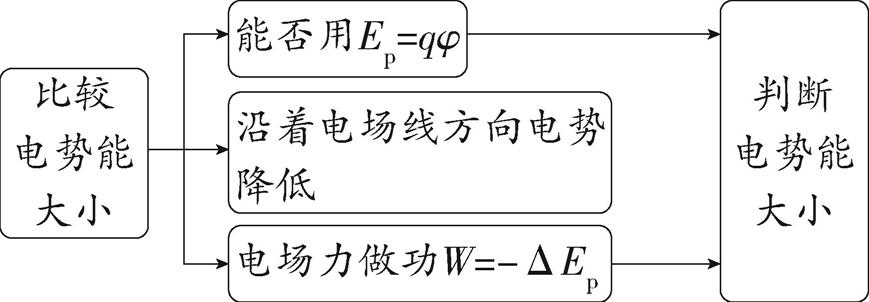 比较
电势能
大小
能否用Eₚ=qφ
沿着电场线方向电势
降低
电场力做功W=-ΔEₚ
判断
电势能
大小